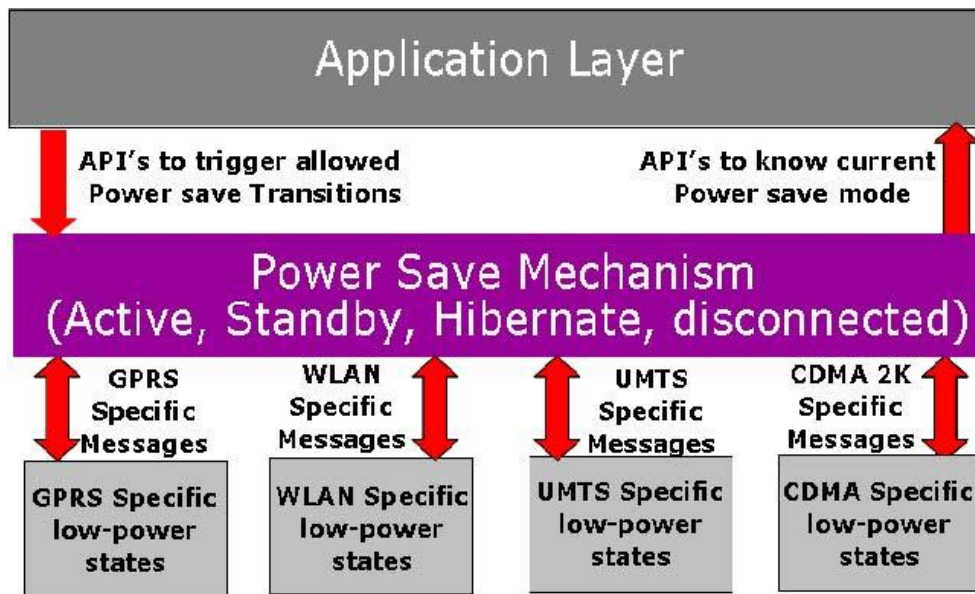 Application Layer
API's to trigger allowed
Power save Transitions
API's to know current
Power save mode
Power Save Mechanism
(Active, Standby, Hibernate, disconnected)
GPRS
Specific
Messages
WLAN
Specific
Messages
UMTS
Specific
Messages
CDMA 2K
Specific
Messages
GPRS Specific
low-power
states
WLAN Specific
low-power
states
UMTS Specific
low-power
states
CDMA Specific
low-power
states